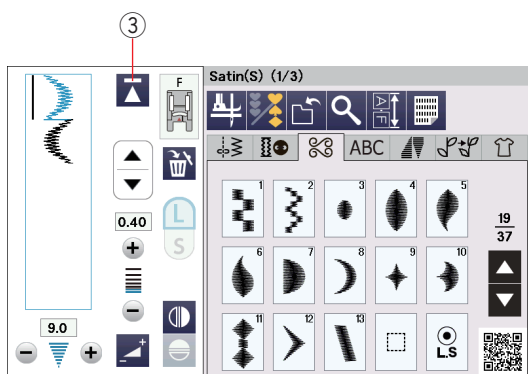 ③
F
L
S
0.40
9.0
Satin(S) (1/3)
A-F
ABC
1 2 3 4 5
6 7 8 9 10
11 12 13
L.S
19
37